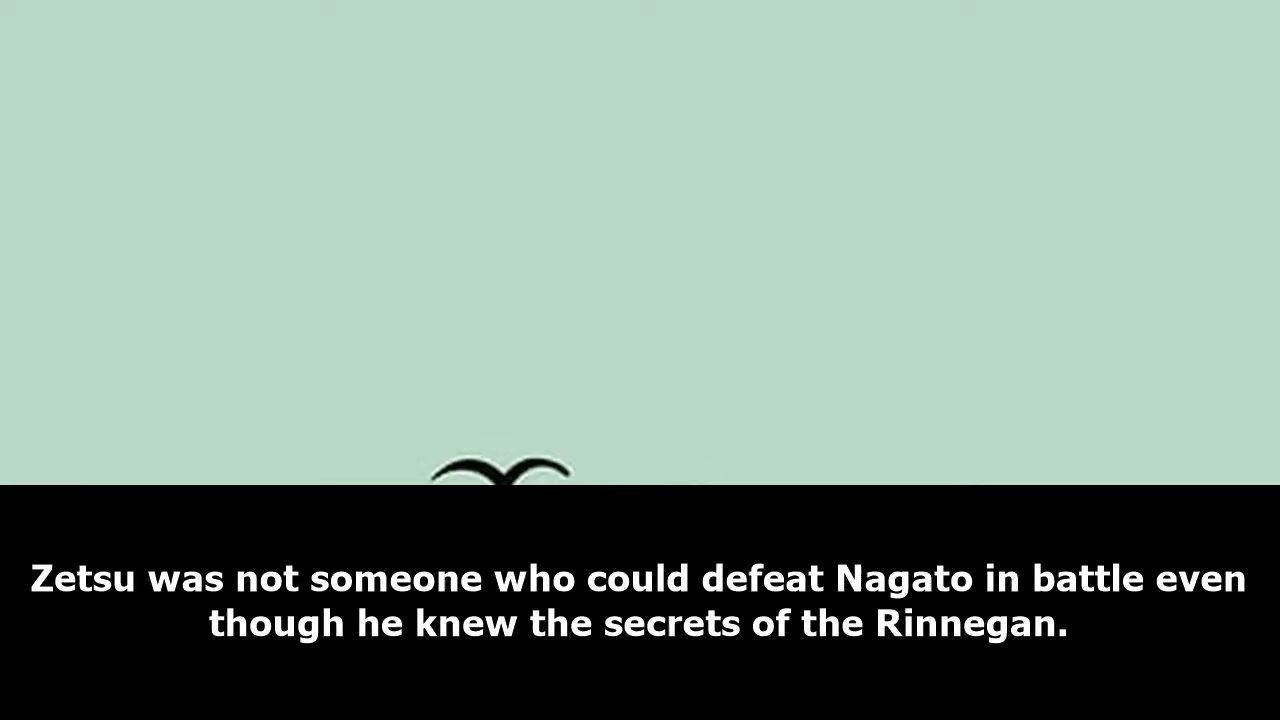 Zetsu was not someone who could defeat Nagato in battle even
though he knew the secrets of the Rinnegan.